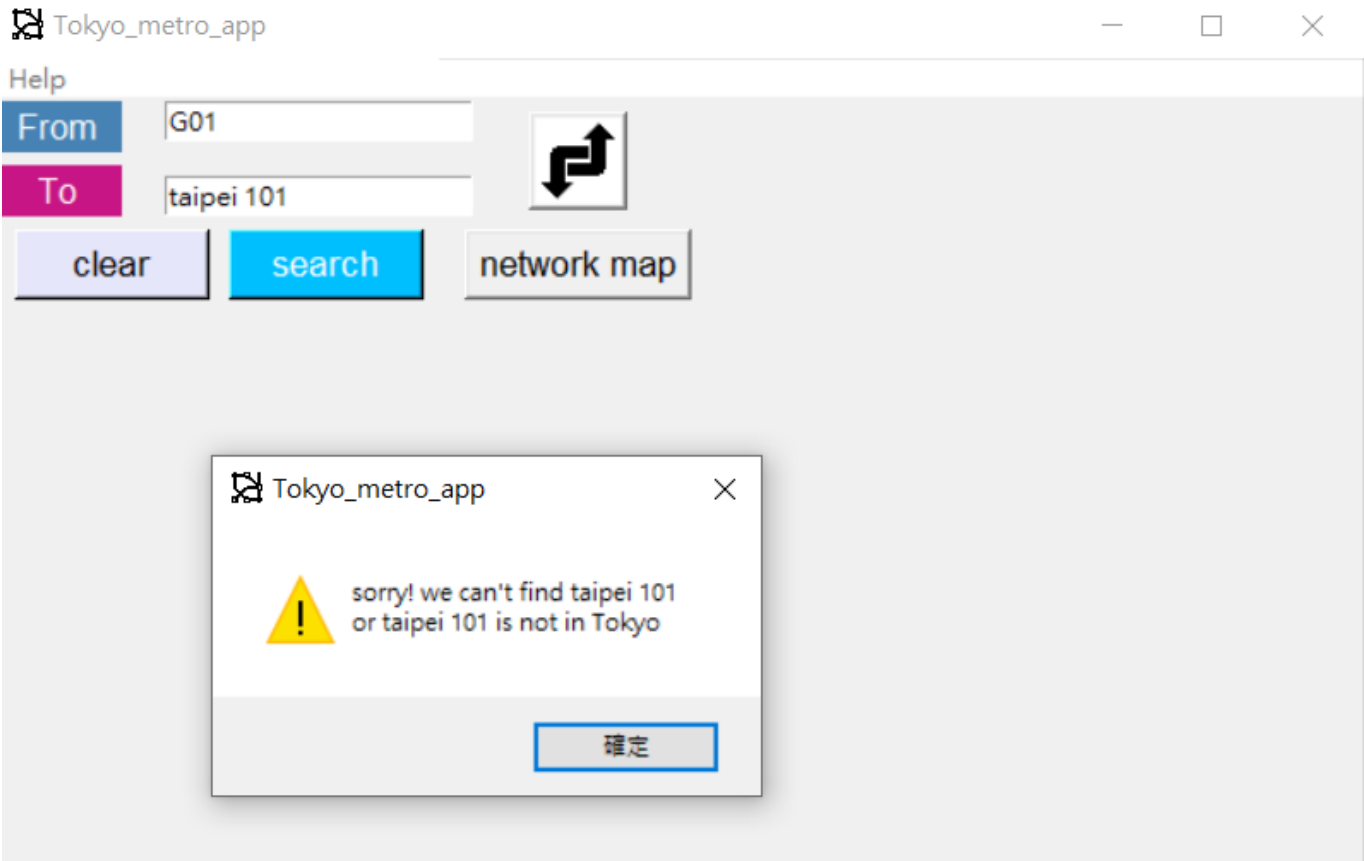 Tokyo_metro_app
Help
From
G01
To
taipei 101
clear
search
network map
Tokyo_metro_app
sorry! we can't find taipei 101
or taipei 101 is not in Tokyo
確定